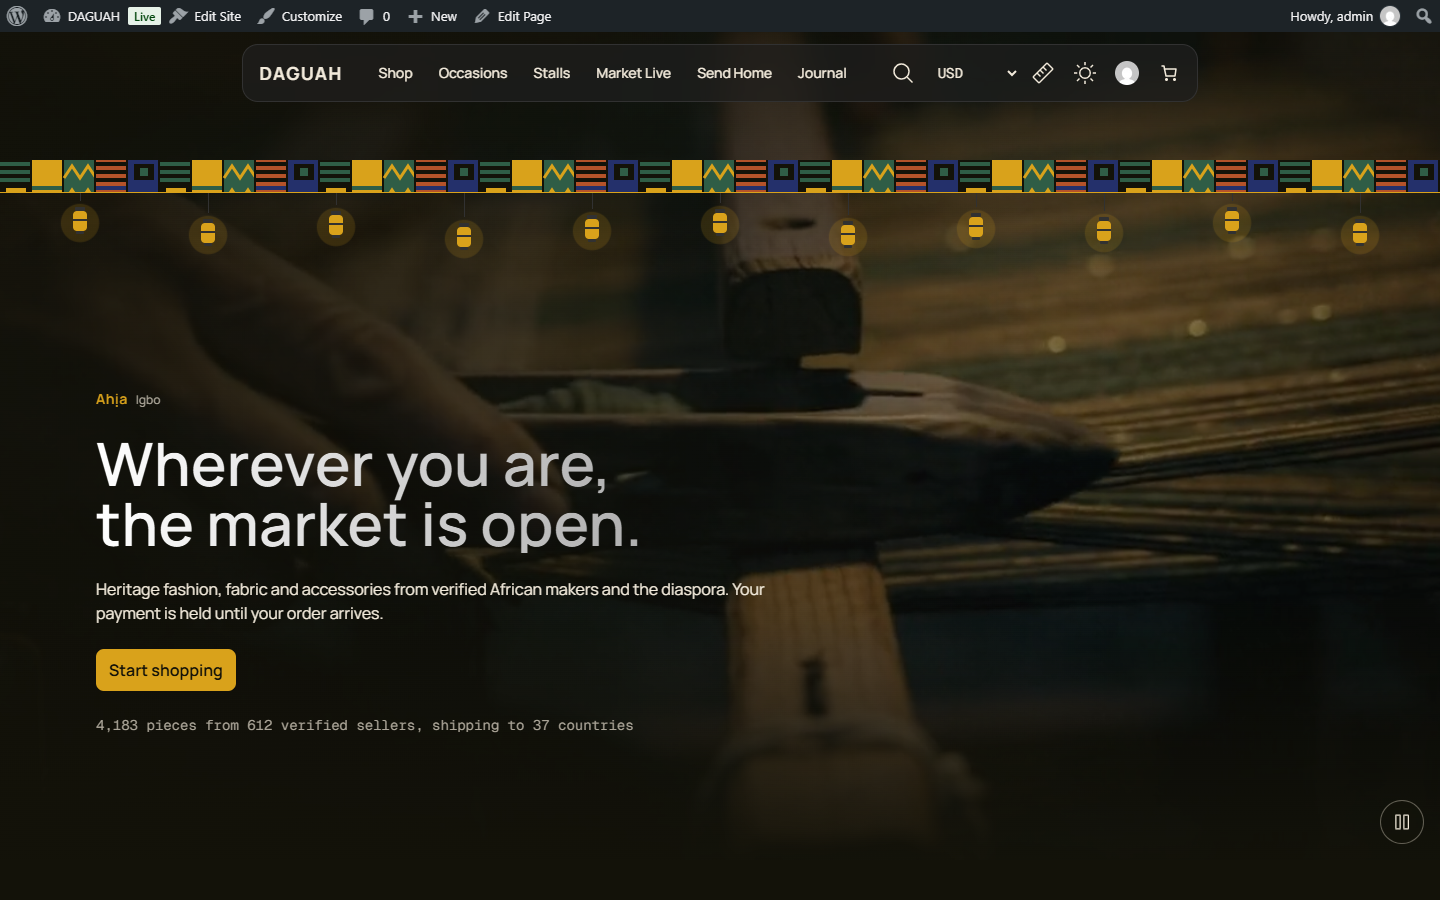 DAGUAH Live Edit Site Customize 0 New Edit Page Howdy, admin
DAGUAH Shop Occasions Stalls Market Live Send Home Journal USD
Ahịa Igbo
Wherever you are,
the market is open.
Heritage fashion, fabric and accessories from verified African makers and the diaspora. Your
payment is held until your order arrives.
Start shopping
4,183 pieces from 612 verified sellers, shipping to 37 countries